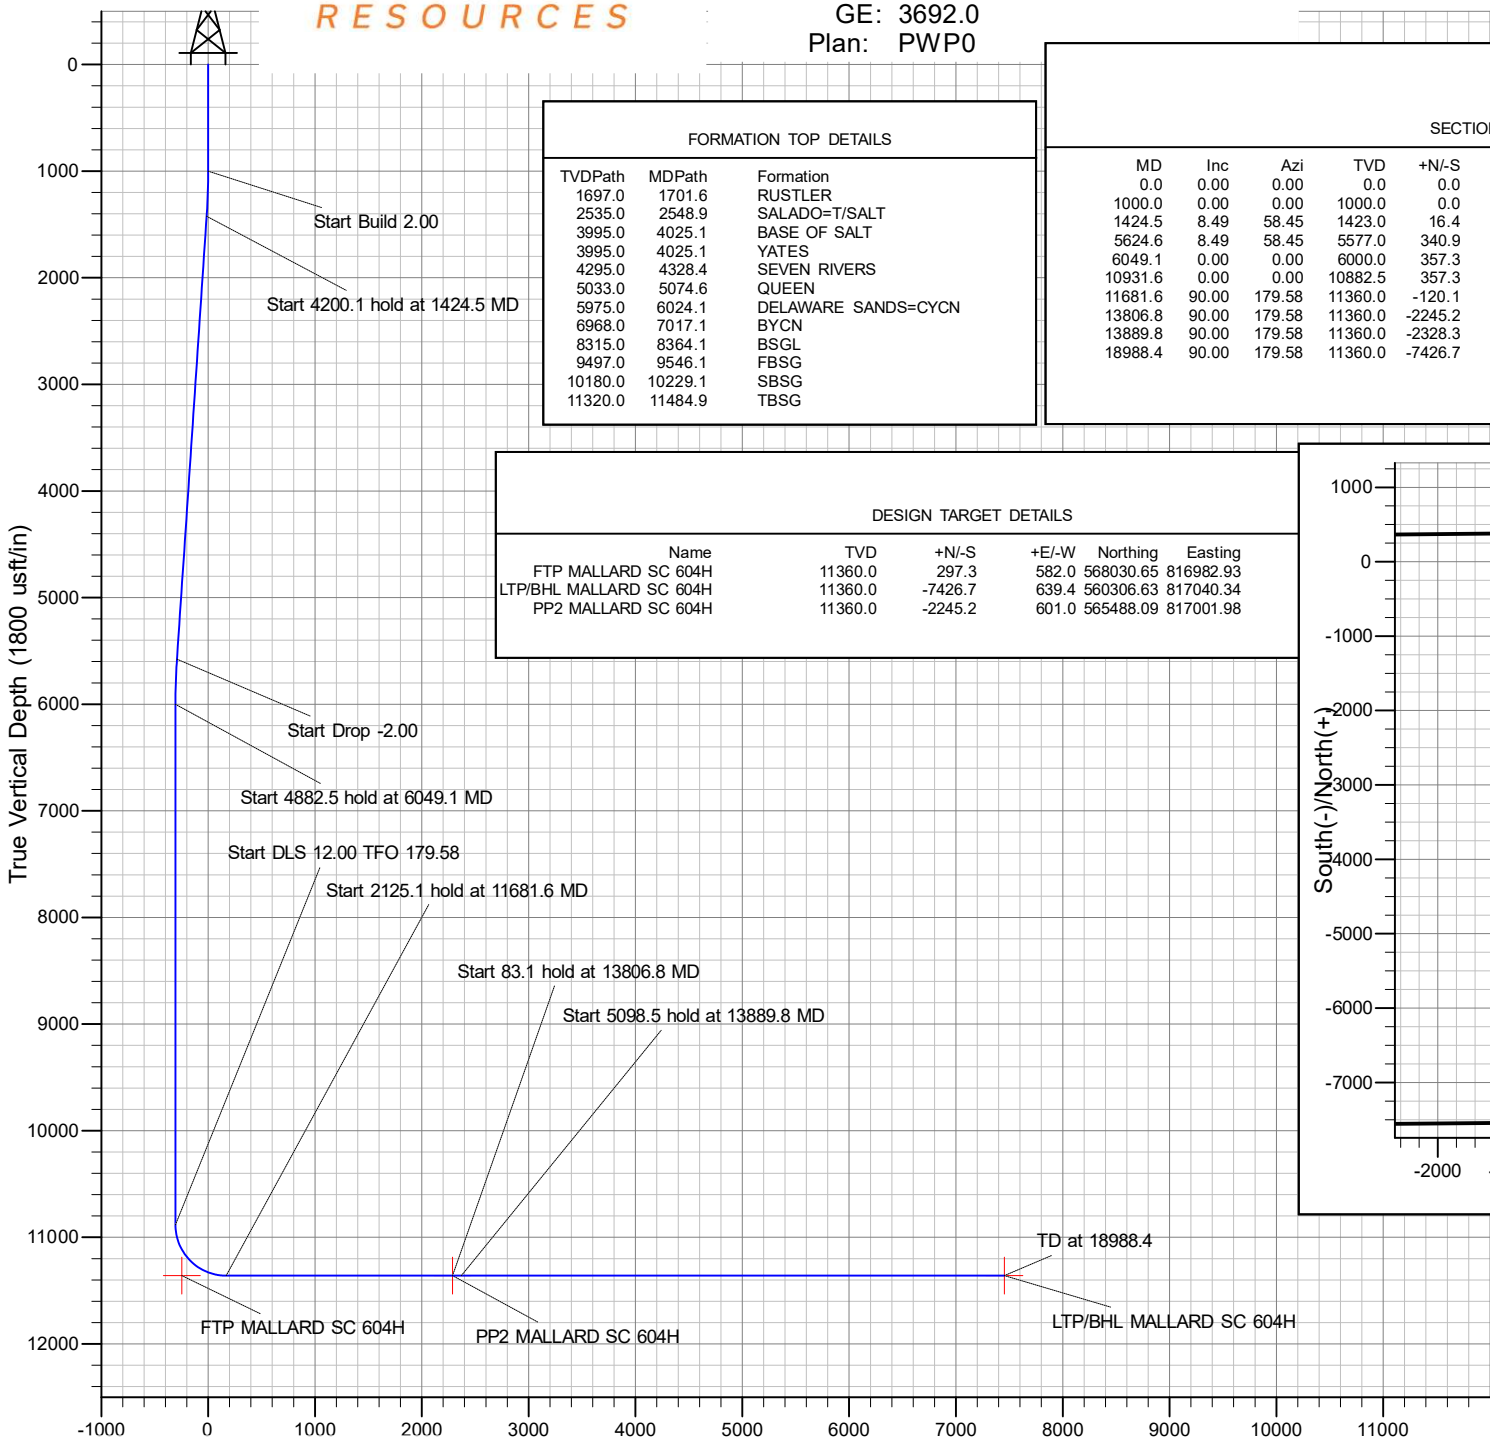 RESOURCES
GE: 3692.0
Plan: PWP0
FORMATION TOP DETAILS
TVDPath MDPath Formation
1697.0 1701.6 RUSTLER
2535.0 2548.9 SALADO=T/SALT
3995.0 4025.1 BASE OF SALT
3995.0 4025.1 YATES
4295.0 4328.4 SEVEN RIVERS
5033.0 5074.6 QUEEN
5975.0 6024.1 DELAWARE SANDS=CYCN
6968.0 7017.1 BYCN
8315.0 8364.1 BSGL
9497.0 9546.1 FBSG
10180.0 10229.1 SBSG
11320.0 11484.9 TBSG
MD Inc Azi TVD +N/-S
0.0 0.00 0.00 0.0 0.0
1000.0 0.00 0.00 1000.0 0.0
1424.5 8.49 58.45 1423.0 16.4
5624.6 8.49 58.45 5577.0 340.9
6049.1 0.00 0.00 6000.0 357.3
10931.6 0.00 0.00 10882.5 357.3
11681.6 90.00 179.58 11360.0 -120.1
13806.8 90.00 179.58 11360.0 -2245.2
13889.8 90.00 179.58 11360.0 -2328.3
18988.4 90.00 179.58 11360.0 -7426.7
DESIGN TARGET DETAILS
Name TVD +N/-S +E/-W Northing Easting
FTP MALLARD SC 604H 11360.0 297.3 582.0 568030.65 816982.93
LTP/BHL MALLARD SC 604H 11360.0 -7426.7 639.4 560306.63 817040.34
PP2 MALLARD SC 604H 11360.0 -2245.2 601.0 565488.09 817001.98
True Vertical Depth (1800 usft/in)
0
1000
2000
3000
4000
5000
6000
7000
8000
9000
10000
11000
12000
Start Build 2.00
Start 4200.1 hold at 1424.5 MD
Start Drop -2.00
Start 4882.5 hold at 6049.1 MD
Start DLS 12.00 TFO 179.58
Start 2125.1 hold at 11681.6 MD
Start 83.1 hold at 13806.8 MD
Start 5098.5 hold at 13889.8 MD
TD at 18988.4
FTP MALLARD SC 604H
PP2 MALLARD SC 604H
LTP/BHL MALLARD SC 604H
-1000 0 1000 2000 3000 4000 5000 6000 7000 8000 9000 10000 11000
South(-)/North(+)
1000
0
-1000
-2000
-3000
-4000
-5000
-6000
-7000
-2000